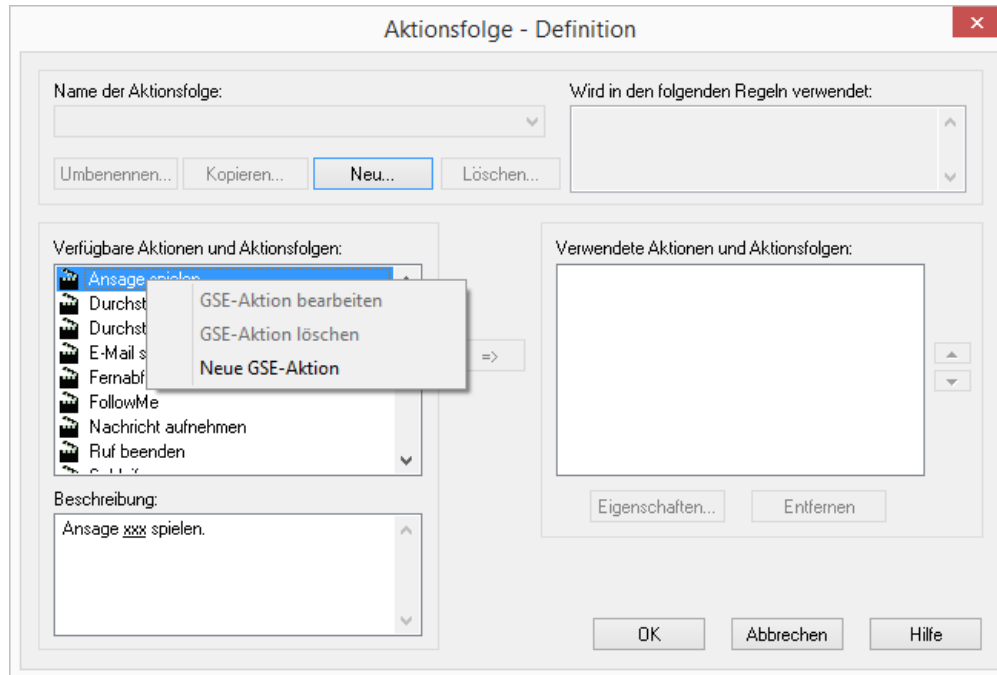 Aktionsfolge - Definition
Name der Aktionsfolge:
Wird in den folgenden Regeln verwendet:
Umbenennen...
Kopieren...
Neu...
Löschen...
Verfügbare Aktionen und Aktionsfolgen:
Verwendete Aktionen und Aktionsfolgen:
Ansage
Durchst
Durchst
E-Mail s
Fernabf
FollowMe
Nachricht aufnehmen
Ruf beenden
GSE-Aktion bearbeiten
GSE-Aktion löschen
Neue GSE-Aktion
=>
Beschreibung:
Ansage xxx spielen.
Eigenschaften...
Entfernen
OK
Abbrechen
Hilfe